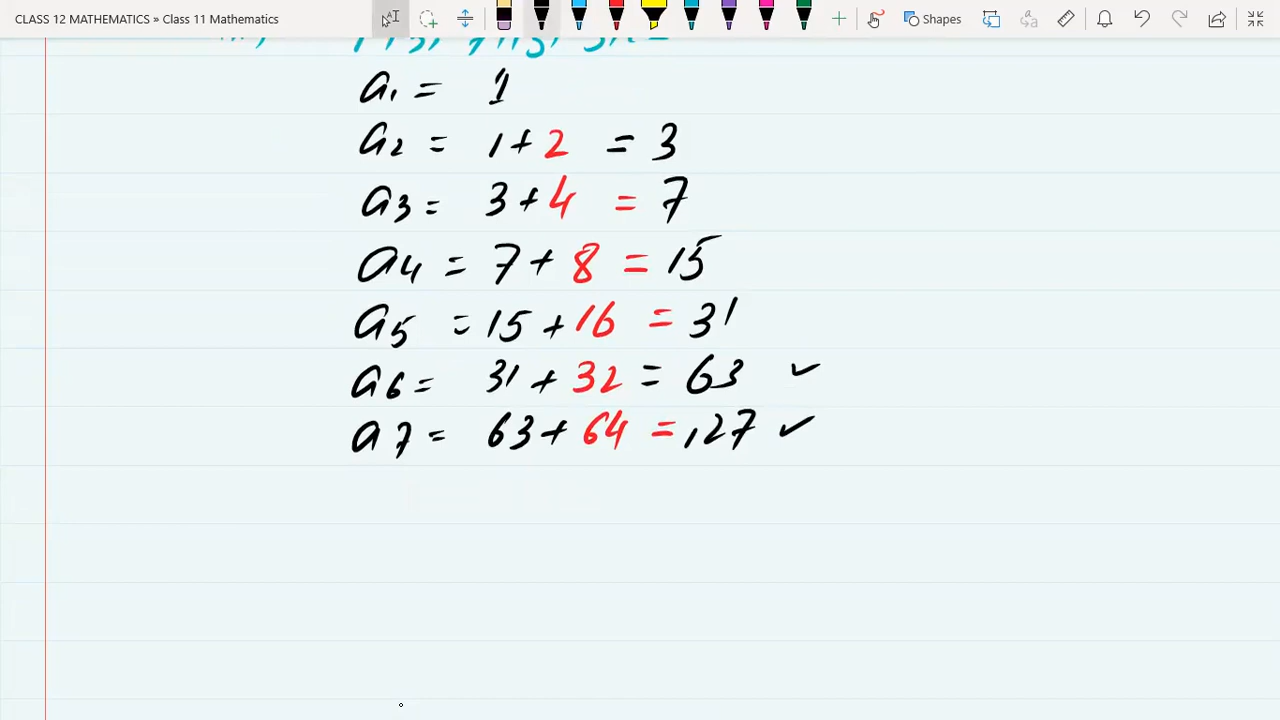 CLASS 12 MATHEMATICS » Class 11 Mathematics
Shapes
a1 = 1
a2 = 1+2 = 3
a3 = 3+4 = 7
a4 = 7+8 = 15
a5 = 15+16 = 31
a6 = 31+32 = 63 ✓
a7 = 63+64 = 127 ✓